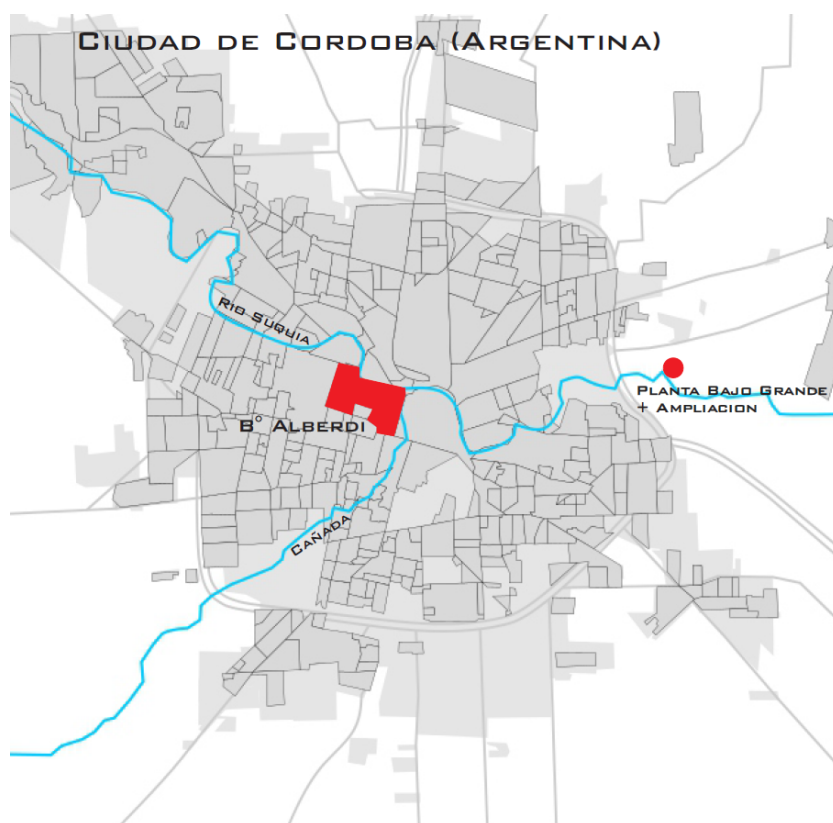 CIUDAD DE CORDOBA (ARGENTINA)
RIO SUQUIA
PLANTA BAJO GRANDE
+ AMPLIACION
B° ALBERDI
CAÑADA